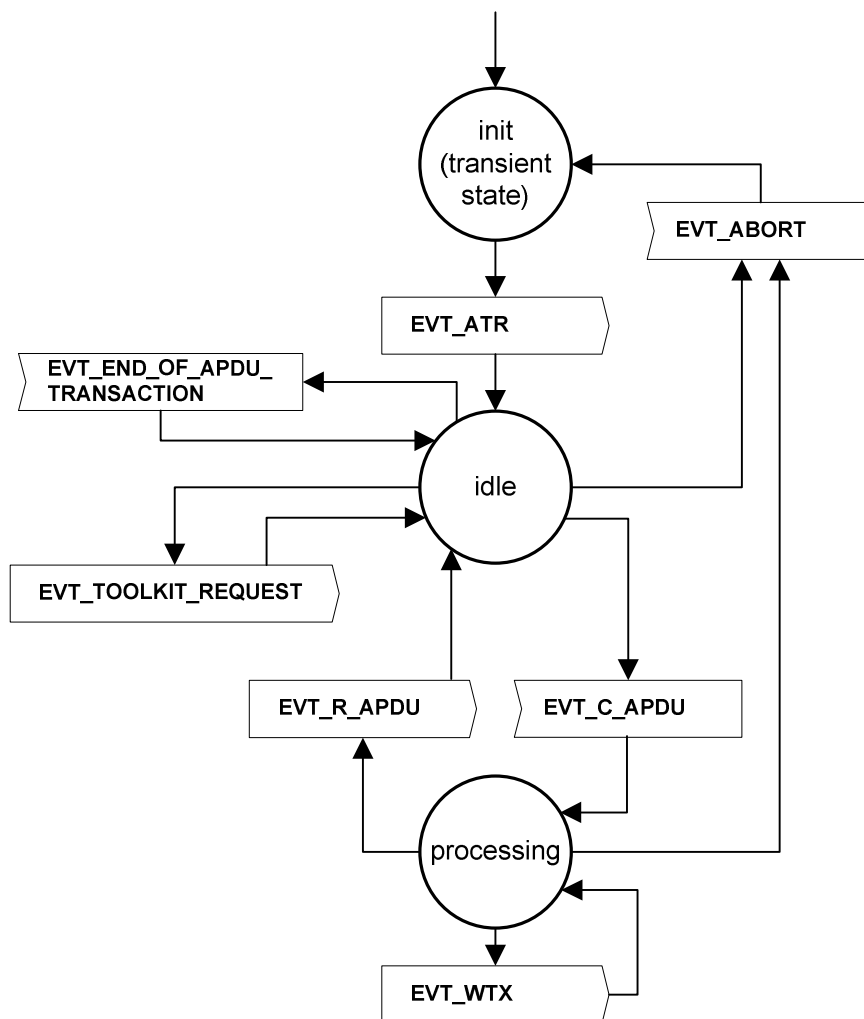 init
(transient
state)
EVT_ABORT
EVT_ATR
EVT_END_OF_APDU_
TRANSACTION
idle
EVT_TOOLKIT_REQUEST
EVT_R_APDU
EVT_C_APDU
processing
EVT_WTX